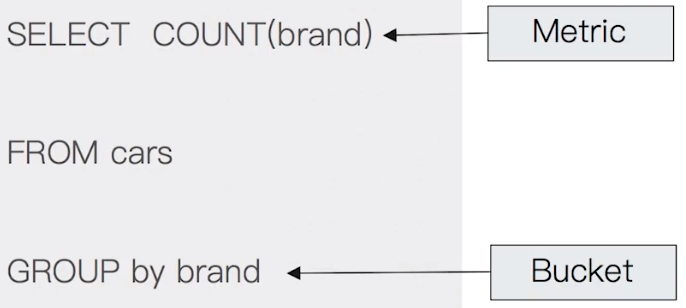 SELECT COUNT(brand)
Metric
FROM cars
GROUP by brand
Bucket